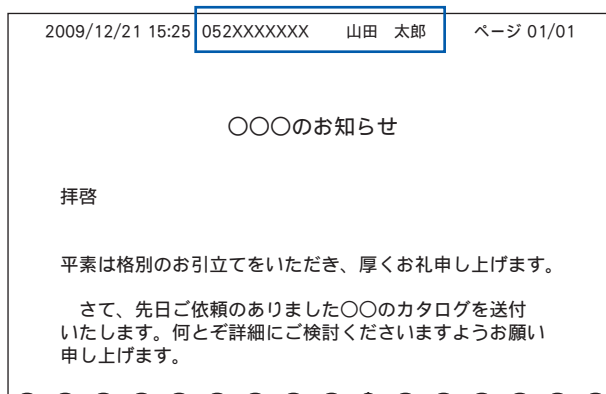 2009/12/21 15:25 052XXXXXXX 山田 太郎 ページ 01/01
○○○のお知らせ
拝啓
平素は格別のお引立てをいただき、厚くお礼申し上げます。
さて、先日ご依頼のありました○○のカタログを送付
いたします。何とぞ詳細にご検討くださいますようお願い
申し上げます。